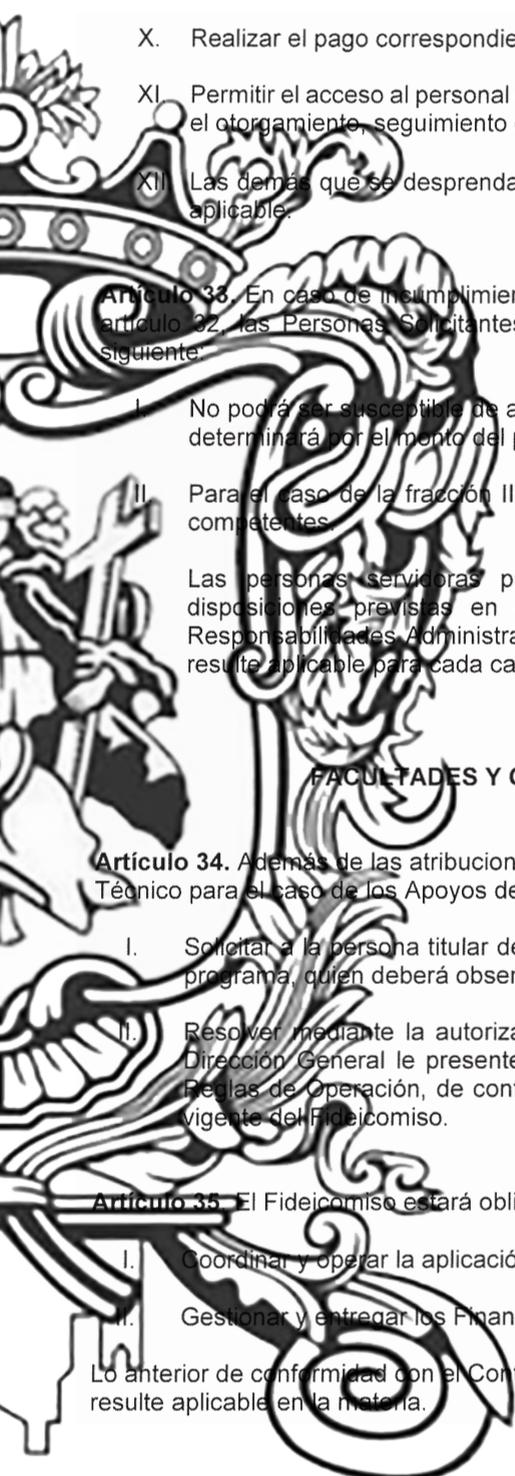 X. Realizar el pago correspondie
XI. Permitir el acceso al personal
el otorgamiento, seguimiento
XII. Las demás que se desprenda
aplicable.
Artículo 33. En caso de incumplimien
artículo 32, las Personas Solicitantes
siguiente:
I. No podrá ser susceptible de a
determinará por el monto del p
II. Para el caso de la fracción II
competentes.
Las personas servidoras p
disposiciones previstas en
Responsabilidades Administra
resulte aplicable para cada ca
FACULTADES Y O
Artículo 34. Además de las atribucion
Técnico para el caso de los Apoyos de
I. Solicitar a la persona titular de
programa, quien deberá obser
II. Resolver mediante la autoriza
Dirección General le presente
Reglas de Operación, de conf
vigente del Fideicomiso.
Artículo 35. El Fideicomiso estará obli
I. Coordinar y operar la aplicació
II. Gestionar y entregar los Finan
Lo anterior de conformidad con el Con
resulte aplicable en la materia.